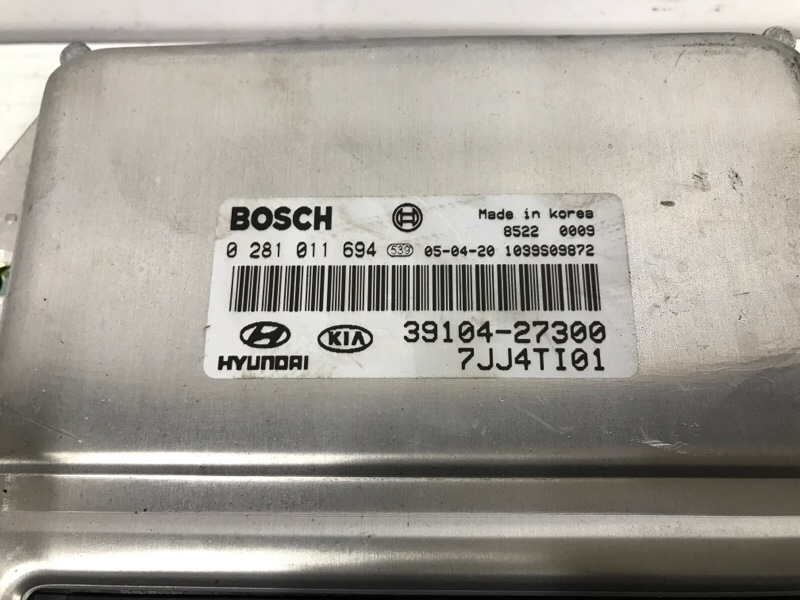 BOSCH
Made in korea
8522 0009
0 281 011 694 539 05-04-20 1039S09872
HYUNDAI KIA 39104-27300
7JJ4TI01